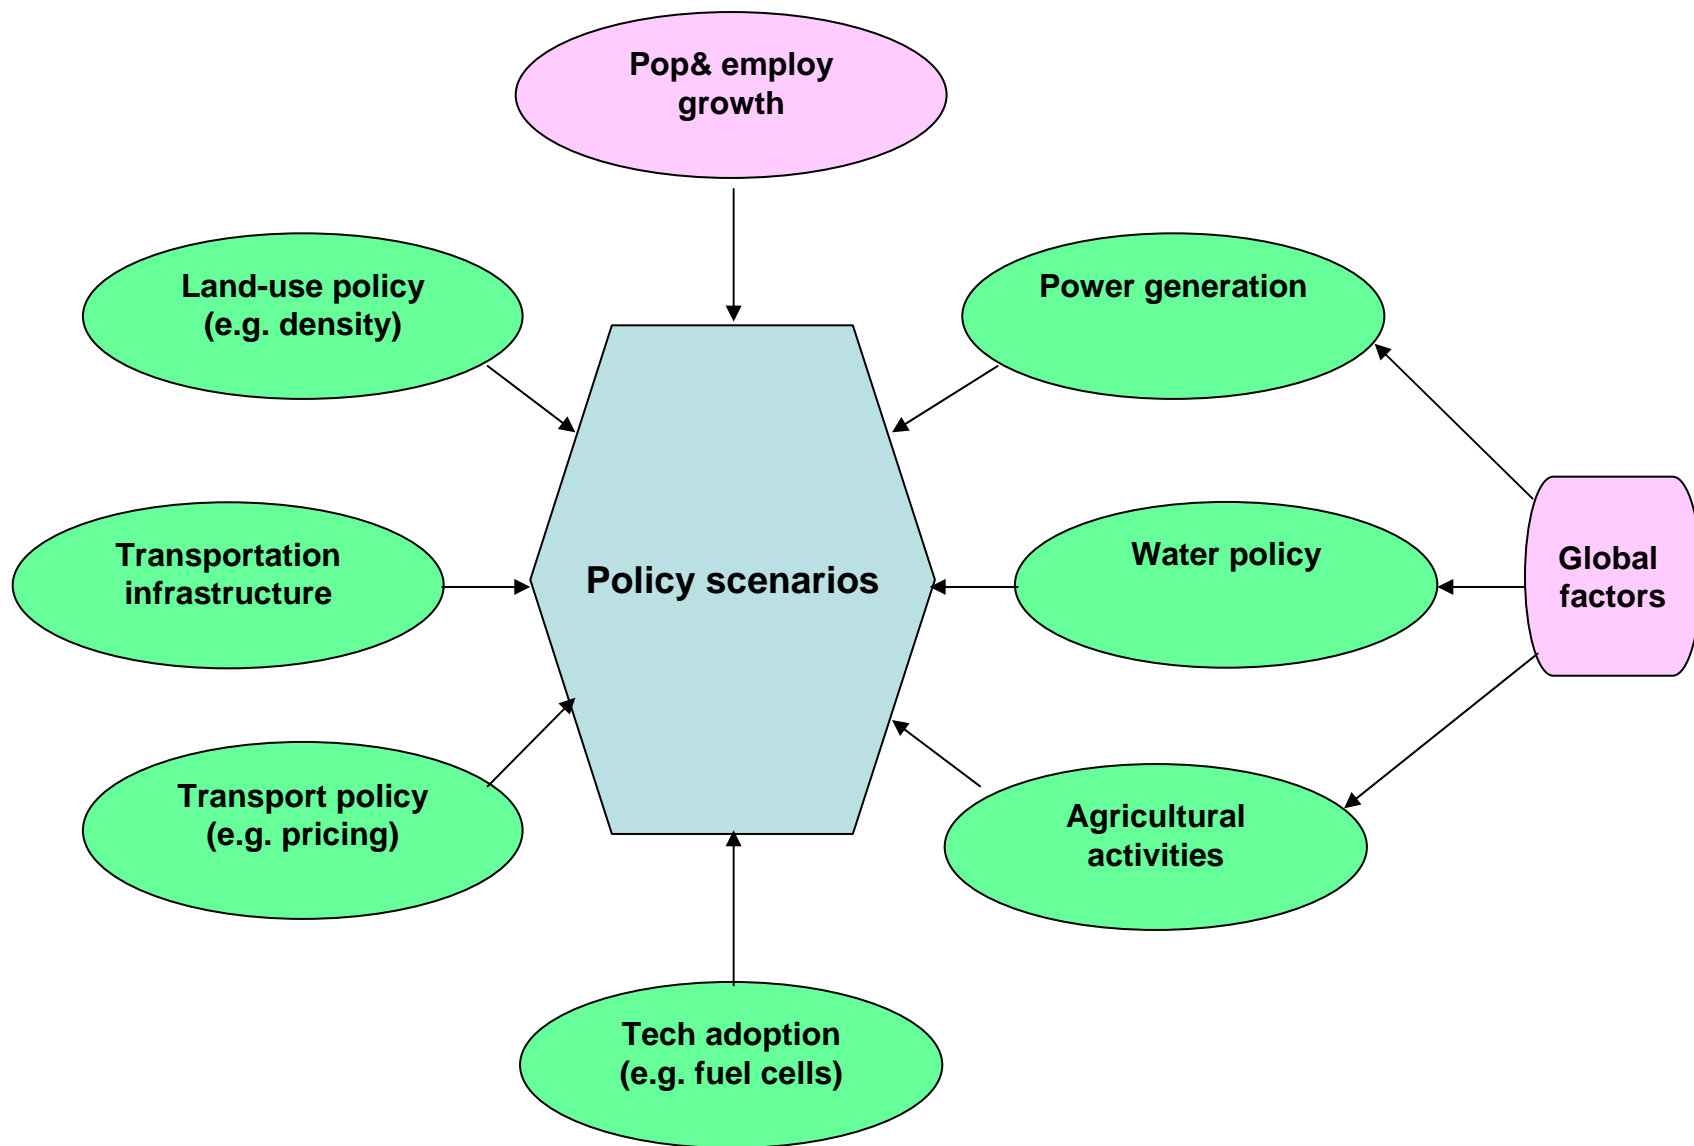 Pop& employ
growth
Land-use policy
(e.g. density)
Power generation
Transportation
infrastructure
Policy scenarios
Water policy
Global
factors
Transport policy
(e.g. pricing)
Agricultural
activities
Tech adoption
(e.g. fuel cells)